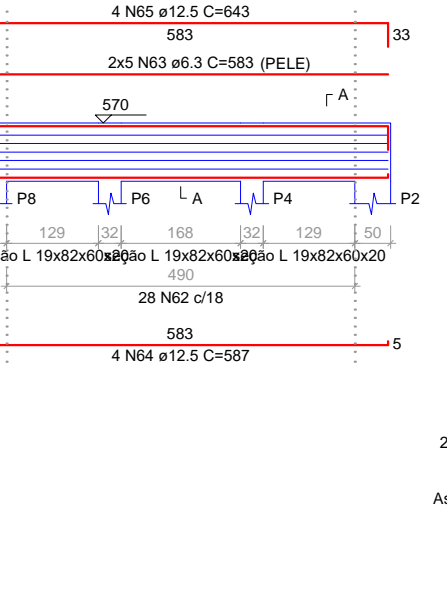 4 N65 ø12.5 C=643
583
33
2x5 N63 ø6.3 C=583 (PELE)
A
570
P8
P6
A
P4
P2
129
32
168
32
129
50
ão L 19x82x60x20
seção L 19x82x60x20
seção L 19x82x60x20
490
28 N62 c/18
583
5
4 N64 ø12.5 C=587
2
As